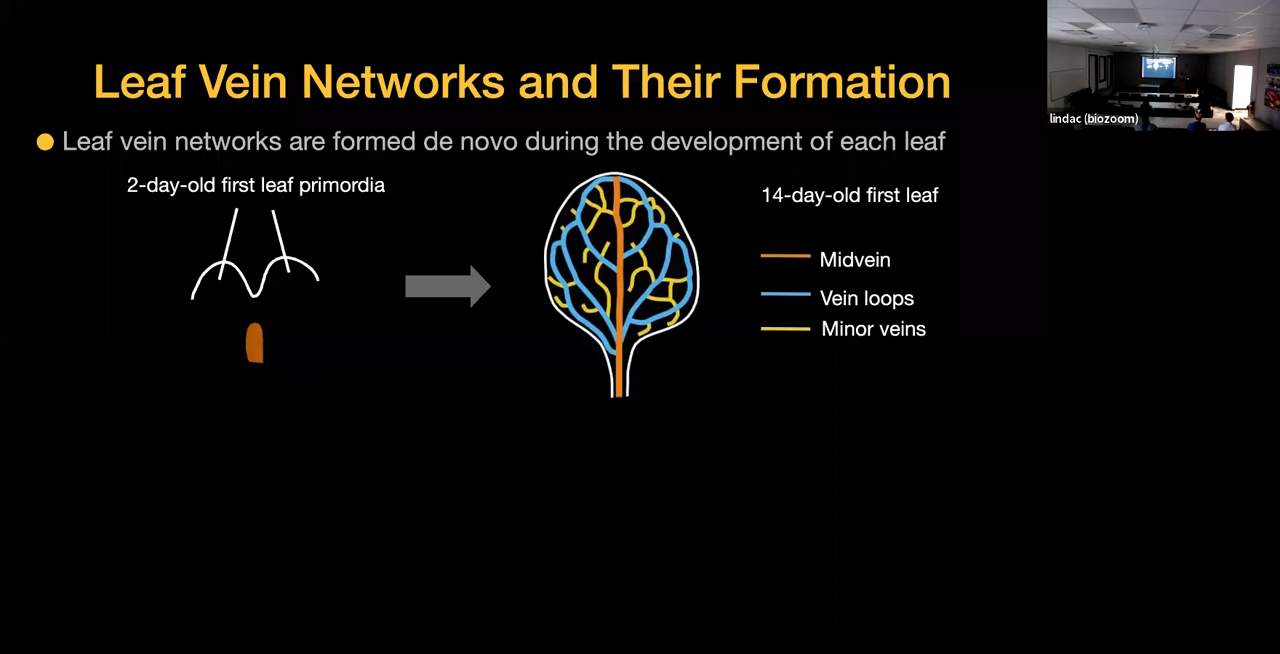 Leaf Vein Networks and Their Formation
lindac (biozoom)
Leaf vein networks are formed de novo during the development of each leaf
2-day-old first leaf primordia
14-day-old first leaf
Midvein
Vein loops
Minor veins